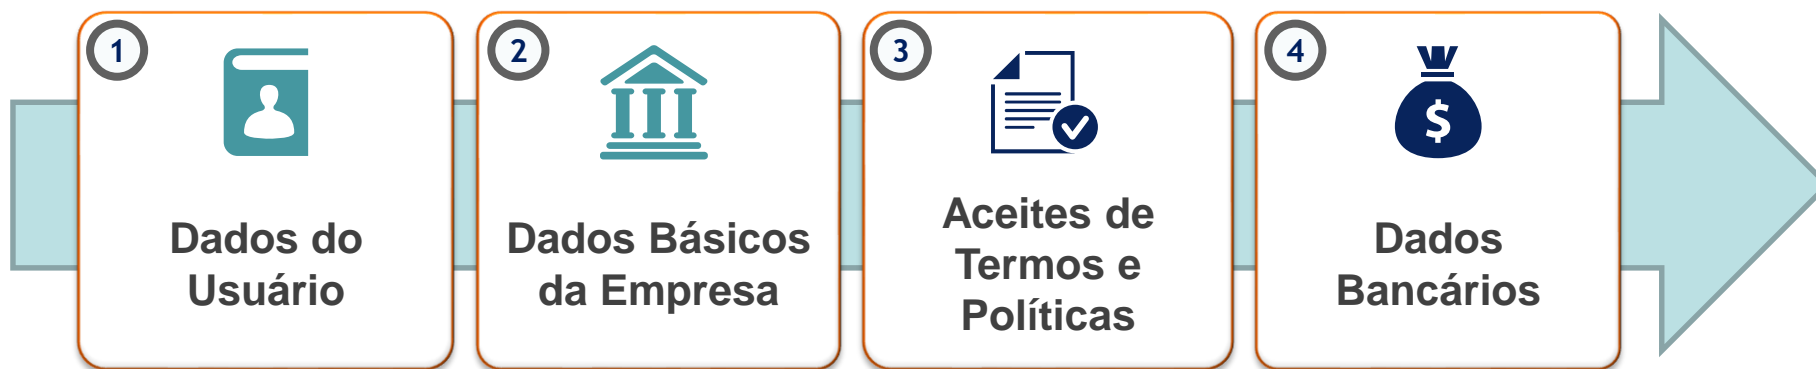 1
Dados do
Usuário
2
Dados Básicos
da Empresa
3
Aceites de
Termos e
Políticas
4
$
Dados
Bancários